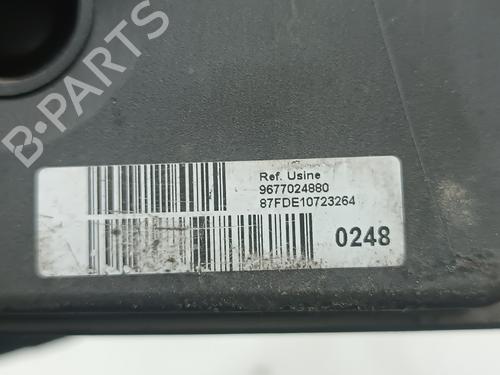 B-PARTS
Ref. Usine
9677024880
87FDE10723264
0248